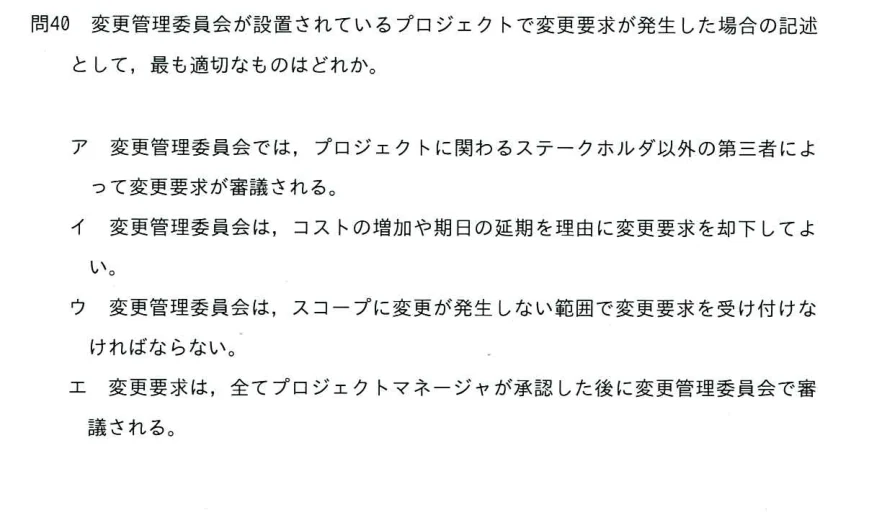 問40　変更管理委員会が設置されているプロジェクトで変更要求が発生した場合の記述
として，最も適切なものはどれか。
ア　変更管理委員会では，プロジェクトに関わるステークホルダ以外の第三者によ
って変更要求が審議される。
イ　変更管理委員会は，コストの増加や期日の延期を理由に変更要求を却下してよ
い。
ウ　変更管理委員会は，スコープに変更が発生しない範囲で変更要求を受け付けな
ければならない。
エ　変更要求は，全てプロジェクトマネージャが承認した後に変更管理委員会で審
議される。